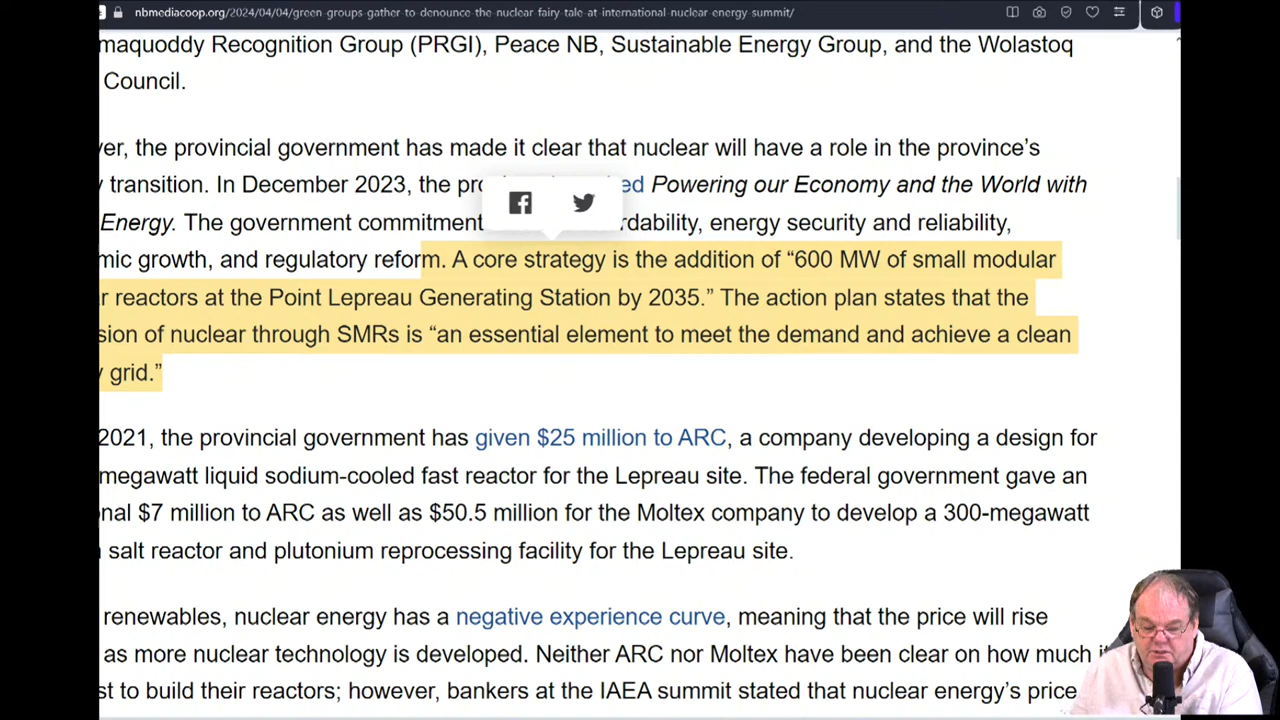 nbmediacoop.org/2024/04/04/green-groups-gather-to-denounce-the-nuclear-fairy-tale-at-international-nuclear-energy-summit/
maquoddy Recognition Group (PRGI), Peace NB, Sustainable Energy Group, and the Wolastoq
Council.
ver, the provincial government has made it clear that nuclear will have a role in the province's
y transition. In December 2023, the pro ed Powering our Economy and the World with
Energy. The government commitment rdability, energy security and reliability,
mic growth, and regulatory reform. A core strategy is the addition of “600 MW of small modular
r reactors at the Point Lepreau Generating Station by 2035.” The action plan states that the
sion of nuclear through SMRs is “an essential element to meet the demand and achieve a clean
y grid.”
2021, the provincial government has given $25 million to ARC, a company developing a design for
megawatt liquid sodium-cooled fast reactor for the Lepreau site. The federal government gave an
onal $7 million to ARC as well as $50.5 million for the Moltex company to develop a 300-megawatt
salt reactor and plutonium reprocessing facility for the Lepreau site.
renewables, nuclear energy has a negative experience curve, meaning that the price will rise
as more nuclear technology is developed. Neither ARC nor Moltex have been clear on how much
st to build their reactors; however, bankers at the IAEA summit stated that nuclear energy's price